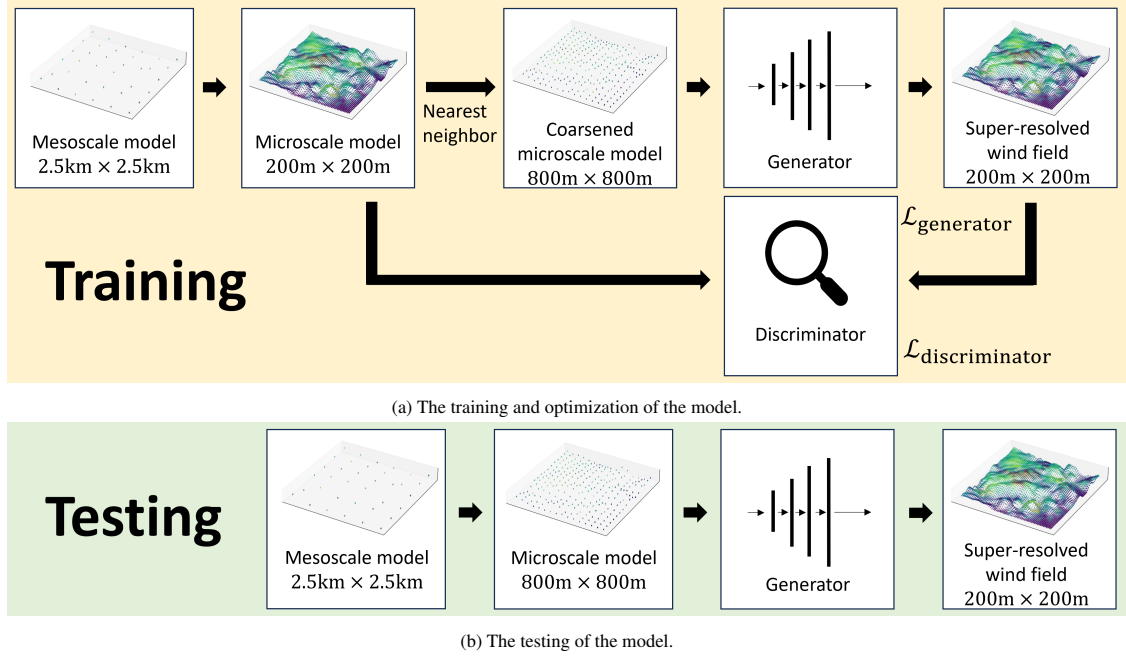 Mesoscale model
2.5km × 2.5km
Microscale model
200m × 200m
Nearest
neighbor
Coarsened
microscale model
800m × 800m
Generator
Super-resolved
wind field
200m × 200m
Training
Discriminator
ℒgenerator
ℒdiscriminator
(a) The training and optimization of the model.
Testing
Mesoscale model
2.5km × 2.5km
Microscale model
800m × 800m
Generator
Super-resolved
wind field
200m × 200m
(b) The testing of the model.